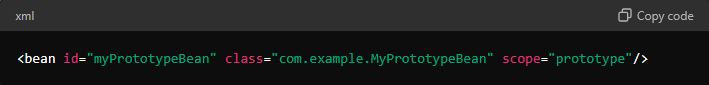 xml
Copy code
<bean id="myPrototypeBean" class="com.example.MyPrototypeBean" scope="prototype"/>